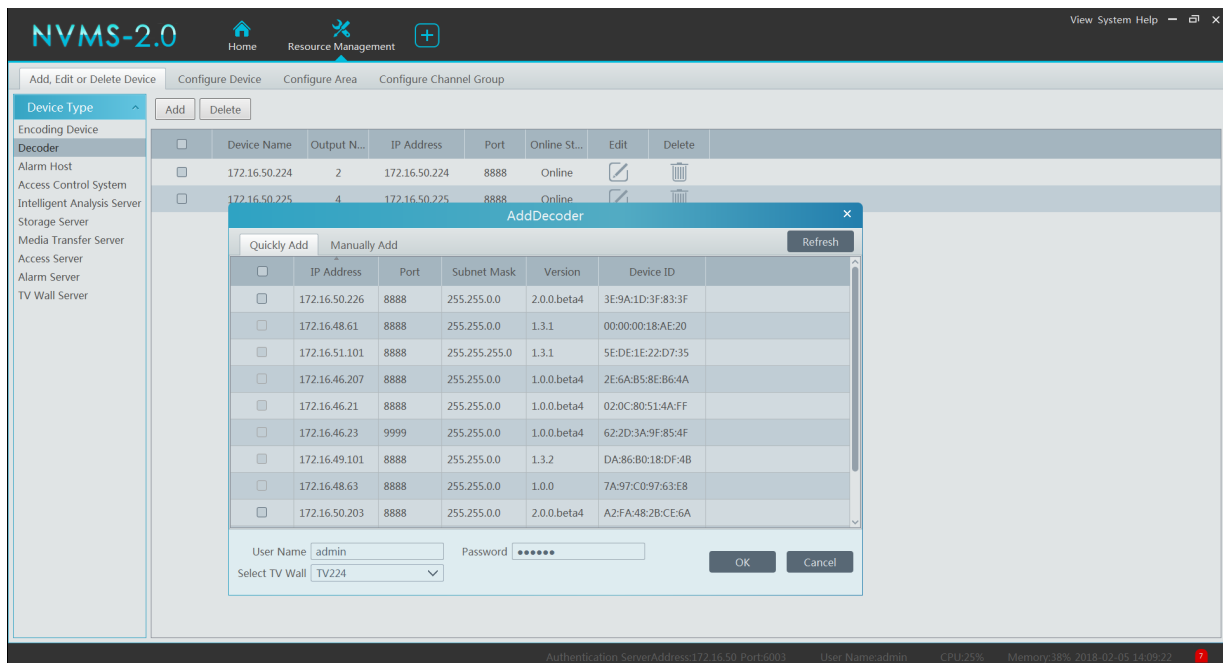 NVMS-2.0
Home
Resource Management
View System Help
Add, Edit or Delete Device Configure Device Configure Area Configure Channel Group
Device Type
Encoding Device
Decoder
Alarm Host
Access Control System
Intelligent Analysis Server
Storage Server
Media Transfer Server
Access Server
Alarm Server
TV Wall Server
Add Delete
Device Name Output N... IP Address Port Online St... Edit Delete
172.16.50.224 2 172.16.50.224 8888 Online
172.16.50.225 4 172.16.50.225 8888 Online
AddDecoder
Quickly Add Manually Add Refresh
IP Address Port Subnet Mask Version Device ID
172.16.50.226 8888 255.255.0.0 2.0.0.beta4 3E:9A:1D:3F:83:3F
172.16.48.61 8888 255.255.0.0 1.3.1 00:00:00:18:AE:20
172.16.51.101 8888 255.255.255.0 1.3.1 5E:DE:1E:22:D7:35
172.16.46.207 8888 255.255.0.0 1.0.0.beta4 2E:6A:B5:8E:B6:4A
172.16.46.21 8888 255.255.0.0 1.0.0.beta4 02:0C:80:51:4A:FF
172.16.46.23 9999 255.255.0.0 1.0.0.beta4 62:2D:3A:9F:85:4F
172.16.49.101 8888 255.255.0.0 1.3.2 DA:86:B0:18:DF:4B
172.16.48.63 8888 255.255.0.0 1.0.0 7A:97:C0:97:63:E8
172.16.50.203 8888 255.255.0.0 2.0.0.beta4 A2:FA:48:2B:CE:6A
User Name admin Password ●●●●●●
Select TV Wall TV224
OK Cancel
Authentication ServerAddress:172.16.50 Port:6003 User Name:admin CPU:25% Memory:38% 2018-02-05 14:09:22 7